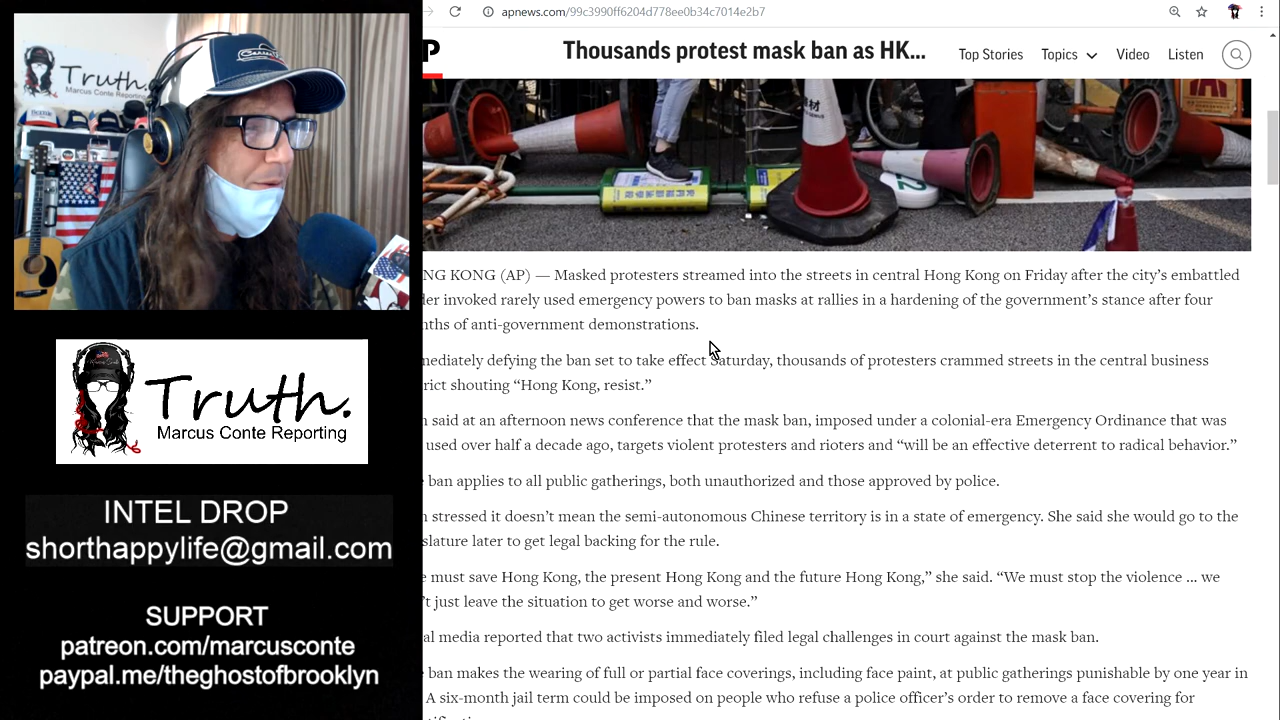 apnews.com/99c3990ff6204d778ee0b34c7014e2b7
P
Thousands protest mask ban as HK...
Top Stories
Topics
Video
Listen
Truth.
Marcus Conte Reporting
NG KONG (AP) — Masked protesters streamed into the streets in central Hong Kong on Friday after the city's embattled
der invoked rarely used emergency powers to ban masks at rallies in a hardening of the government's stance after four
nths of anti-government demonstrations.
mediately defying the ban set to take effect Saturday, thousands of protesters crammed streets in the central business
rict shouting “Hong Kong, resist.”
said at an afternoon news conference that the mask ban, imposed under a colonial-era Emergency Ordinance that was
used over half a decade ago, targets violent protesters and rioters and “will be an effective deterrent to radical behavior.”
ban applies to all public gatherings, both unauthorized and those approved by police.
stressed it doesn't mean the semi-autonomous Chinese territory is in a state of emergency. She said she would go to the
slature later to get legal backing for the rule.
e must save Hong Kong, the present Hong Kong and the future Hong Kong,” she said. “We must stop the violence ... we
't just leave the situation to get worse and worse.”
al media reported that two activists immediately filed legal challenges in court against the mask ban.
ban makes the wearing of full or partial face coverings, including face paint, at public gatherings punishable by one year in
A six-month jail term could be imposed on people who refuse a police officer's order to remove a face covering for
Truth.
Marcus Conte Reporting
INTEL DROP
shorthappylife@gmail.com
SUPPORT
patreon.com/marcusconte
paypal.me/theghostofbrooklyn